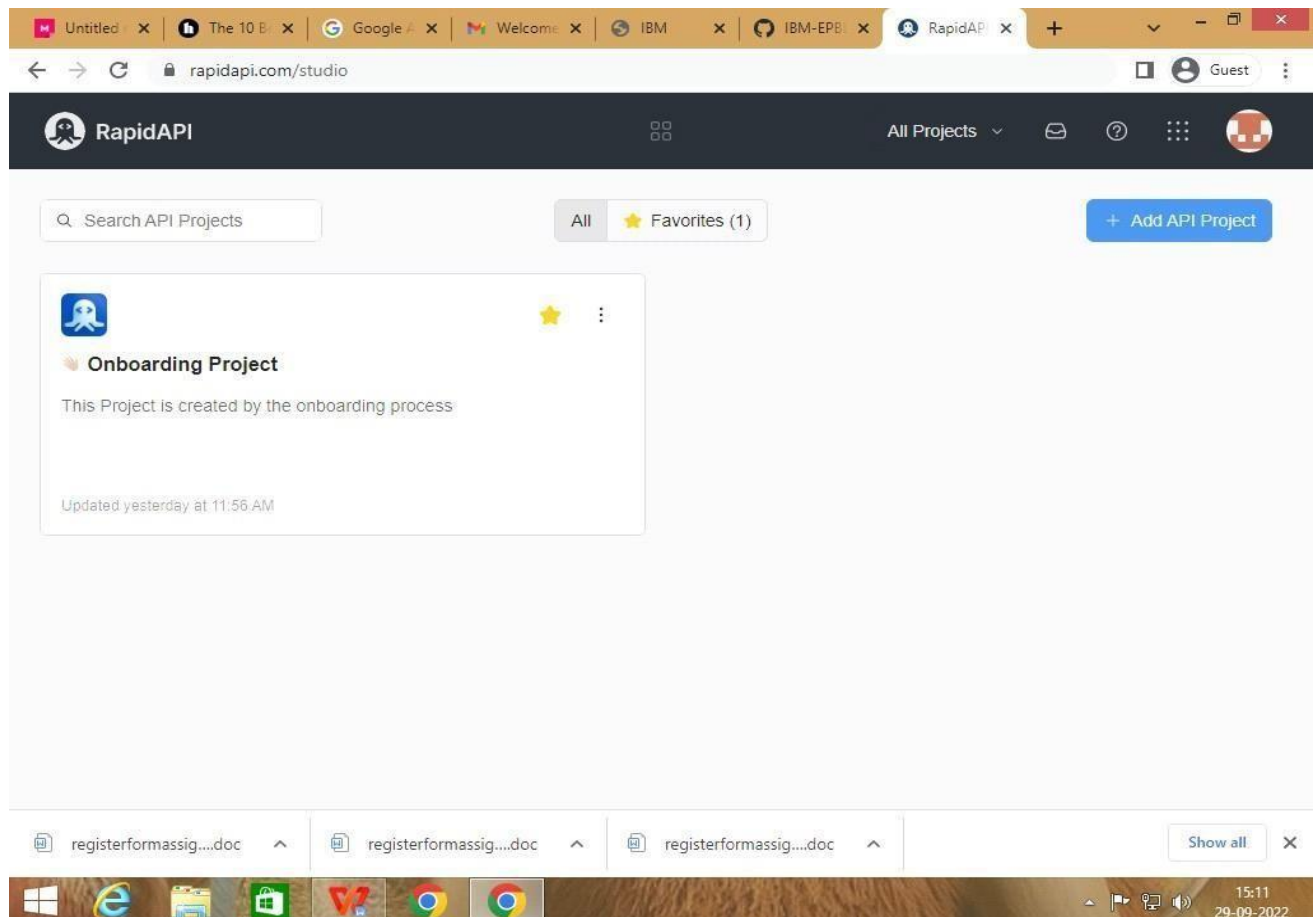 Untitled
The 10 B
Google A
Welcome
IBM
IBM-EPB
RapidAP
rapidapi.com/studio
Guest
RapidAPI
All Projects
Search API Projects
All
Favorites (1)
+ Add API Project
Onboarding Project
This Project is created by the onboarding process
Updated yesterday at 11:56 AM
registerformassig....doc
registerformassig....doc
registerformassig....doc
Show all
15:11
29-09-2022